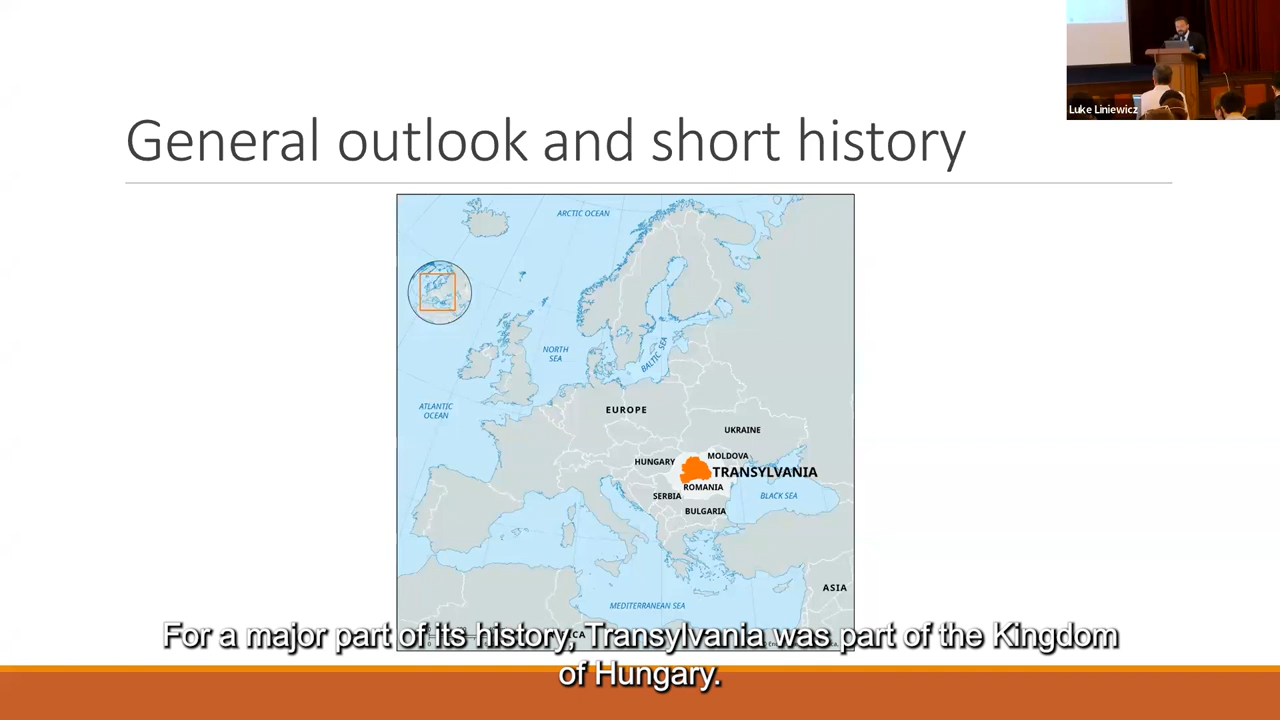 Luke Liniewicz
General outlook and short history
ARCTIC OCEAN
NORTH
SEA
BALTIC SEA
ATLANTIC
OCEAN
EUROPE
UKRAINE
MOLDOVA
HUNGARY
TRANSYLVANIA
ROMANIA
SERBIA
BLACK SEA
BULGARIA
ASIA
MEDITERRANEAN SEA
For a major part of its history, Transylvania was part of the Kingdom
of Hungary.